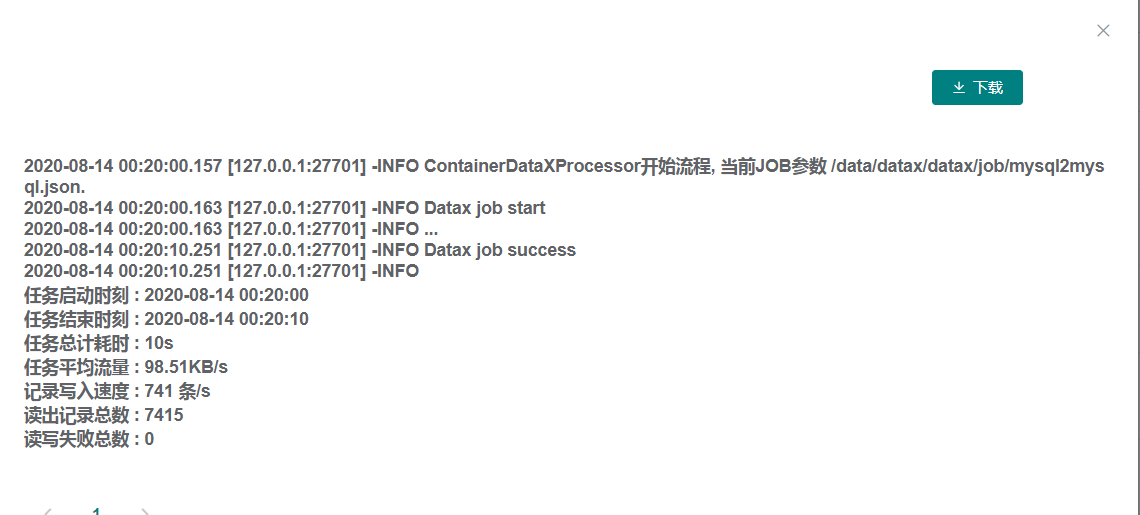 下载
2020-08-14 00:20:00.157 [127.0.0.1:27701] -INFO ContainerDataXProcessor开始流程, 当前JOB参数 /data/datax/datax/job/mysql2mys
ql.json.
2020-08-14 00:20:00.163 [127.0.0.1:27701] -INFO Datax job start
2020-08-14 00:20:00.163 [127.0.0.1:27701] -INFO ...
2020-08-14 00:20:10.251 [127.0.0.1:27701] -INFO Datax job success
2020-08-14 00:20:10.251 [127.0.0.1:27701] -INFO
任务启动时刻 : 2020-08-14 00:20:00
任务结束时刻 : 2020-08-14 00:20:10
任务总计耗时 : 10s
任务平均流量 : 98.51KB/s
记录写入速度 : 741 条/s
读出记录总数 : 7415
读写失败总数 : 0
1